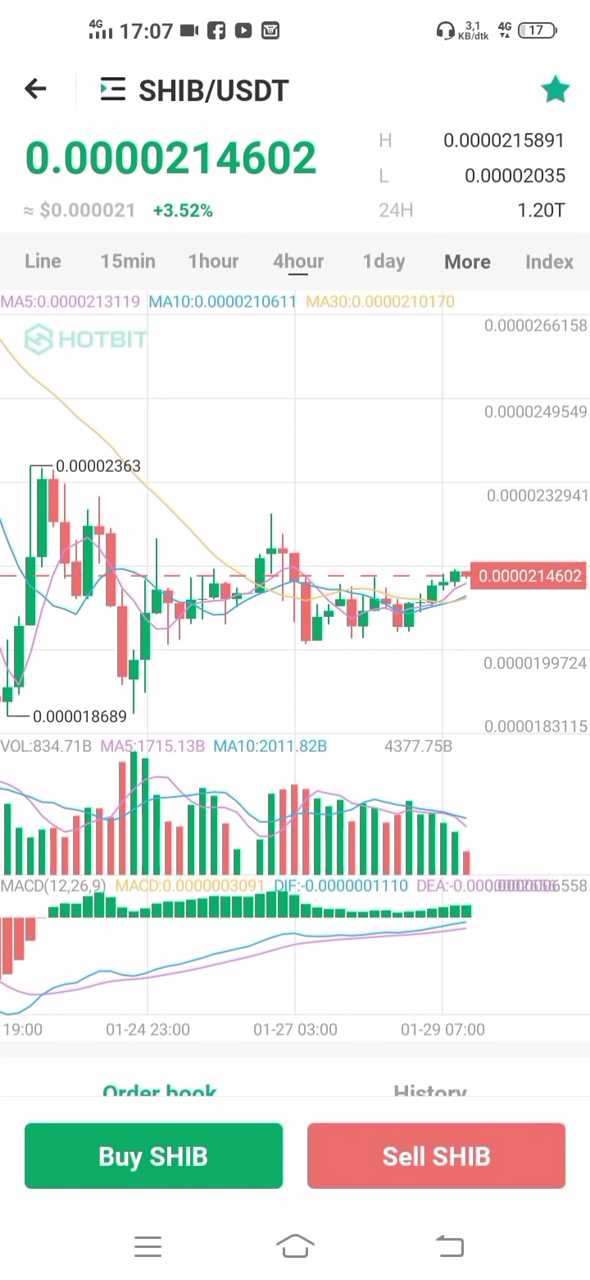 4G 17:07 3,1 KB/dtk 4G 17
SHIB/USDT
0.0000214602
H 0.0000215891
L 0.00002035
≈ $0.000021 +3.52%
24H 1.20T
Line 15min 1hour 4hour 1day More Index
MA5:0.0000213119 MA10:0.0000210611 MA30:0.0000210170
0.0000266158
HOTBIT
0.0000249549
0.00002363
0.0000232941
0.0000214602
0.0000199724
0.000018689
0.0000183115
VOL:834.71B MA5:1715.13B MA10:2011.82B 4377.75B
MACD(12,26,9) MACD:0.0000003091 DIF:-0.0000001110
19:00 01-24 23:00 01-27 03:00 01-29 07:00
Order book History
Buy SHIB Sell SHIB